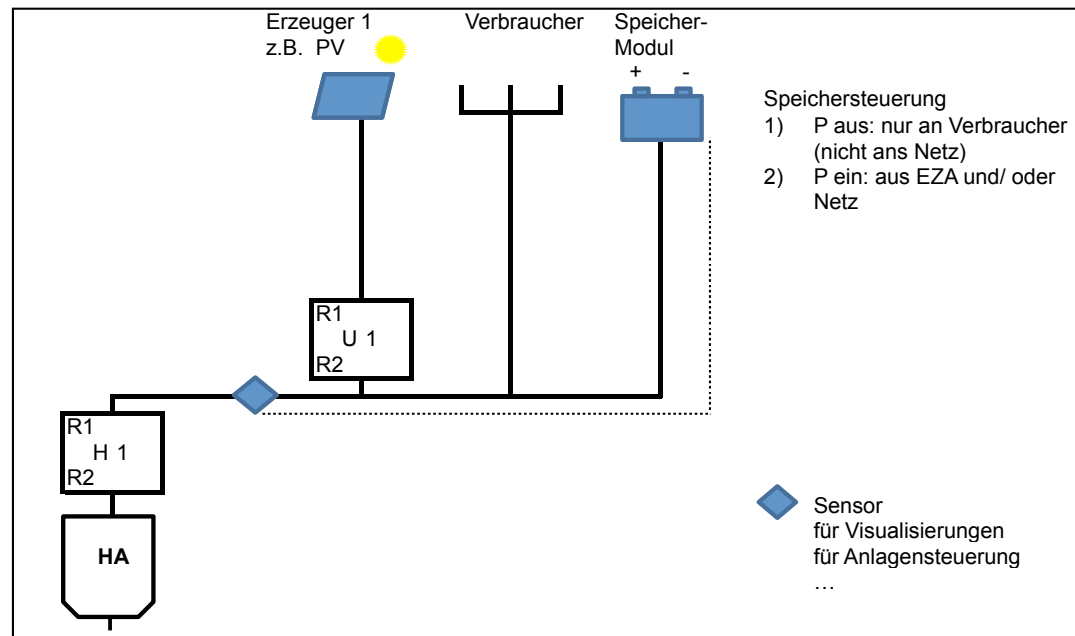 Erzeuger 1
z.B. PV
Verbraucher
Speicher-
Modul
+ -
Speichersteuerung
1) P aus: nur an Verbraucher
(nicht ans Netz)
2) P ein: aus EZA und/ oder
Netz
R1
U 1
R2
R1
H 1
R2
HA
Sensor
für Visualisierungen
für Anlagensteuerung
...